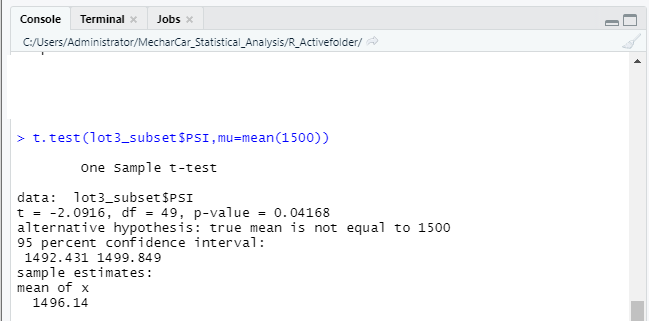 Console Terminal × Jobs ×
C:/Users/Administrator/MecharCar_Statistical_Analysis/R_Activefolder/
> t.test(lot3_subset$PSI,mu=mean(1500))
One Sample t-test
data:  lot3_subset$PSI
t = -2.0916, df = 49, p-value = 0.04168
alternative hypothesis: true mean is not equal to 1500
95 percent confidence interval:
1492.431 1499.849
sample estimates:
mean of x
1496.14